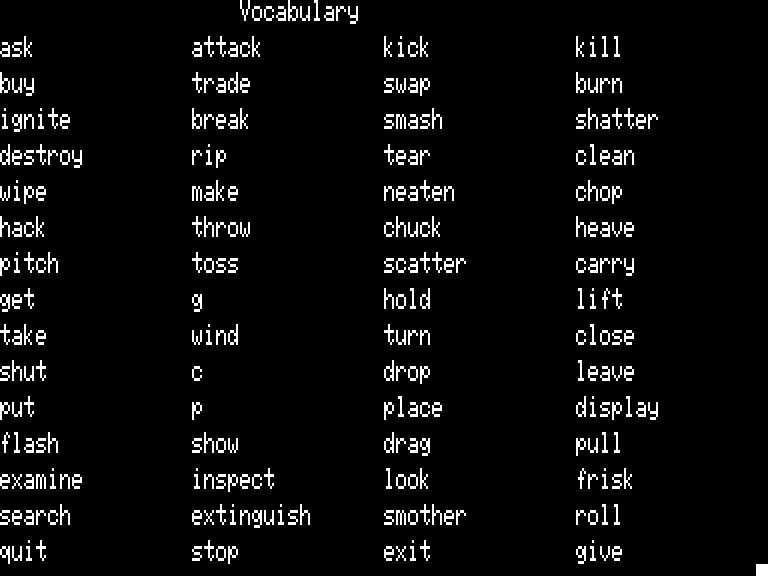 Vocabulary
ask attack kick kill
buy trade swap burn
ignite break smash shatter
destroy rip tear clean
wipe make neaten chop
hack throw chuck heave
pitch toss scatter carry
get g hold lift
take wind turn close
shut c drop leave
put p place display
flash show drag pull
examine inspect look frisk
search extinguish smother roll
quit stop exit give